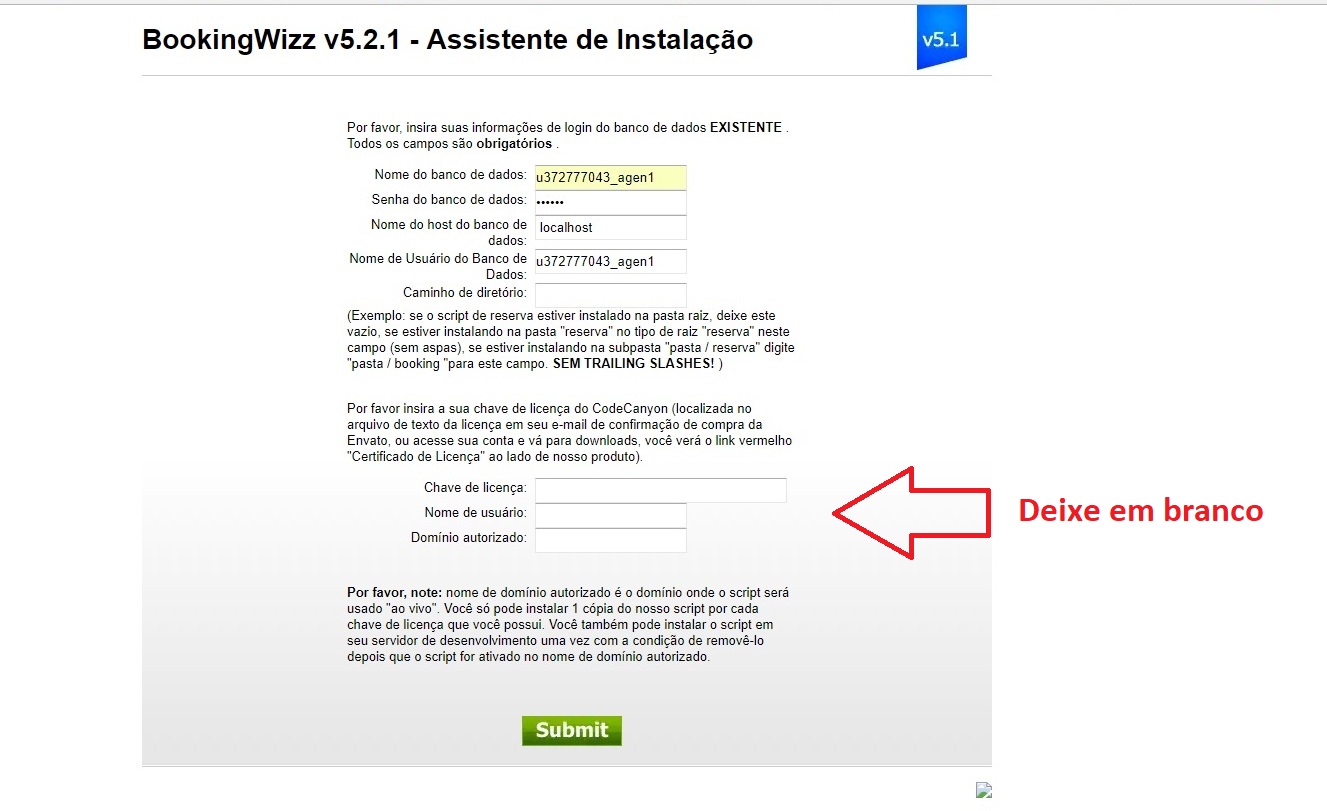 BookingWizz v5.2.1 - Assistente de Instalação
v5.1
Por favor, insira suas informações de login do banco de dados EXISTENTE .
Todos os campos são obrigatórios .
Nome do banco de dados: u372777043_agen1
Senha do banco de dados: ••••••
Nome do host do banco de
dados: localhost
Nome de Usuário do Banco de
Dados: u372777043_agen1
Caminho de diretório:
(Exemplo: se o script de reserva estiver instalado na pasta raiz, deixe este
vazio, se estiver instalando na pasta "reserva" no tipo de raiz "reserva" neste
campo (sem aspas), se estiver instalando na subpasta "pasta / reserva" digite
"pasta / booking "para este campo. SEM TRAILING SLASHES! )
Por favor insira a sua chave de licença do CodeCanyon (localizada no
arquivo de texto da licença em seu e-mail de confirmação de compra da
Envato, ou acesse sua conta e vá para downloads, você verá o link vermelho
"Certificado de Licença" ao lado de nosso produto).
Chave de licença:
Nome de usuário:
Domínio autorizado:
Deixe em branco
Por favor, note: nome de domínio autorizado é o domínio onde o script será
usado "ao vivo". Você só pode instalar 1 cópia do nosso script por cada
chave de licença que você possui. Você também pode instalar o script em
seu servidor de desenvolvimento uma vez com a condição de removê-lo
depois que o script for ativado no nome de domínio autorizado.
Submit